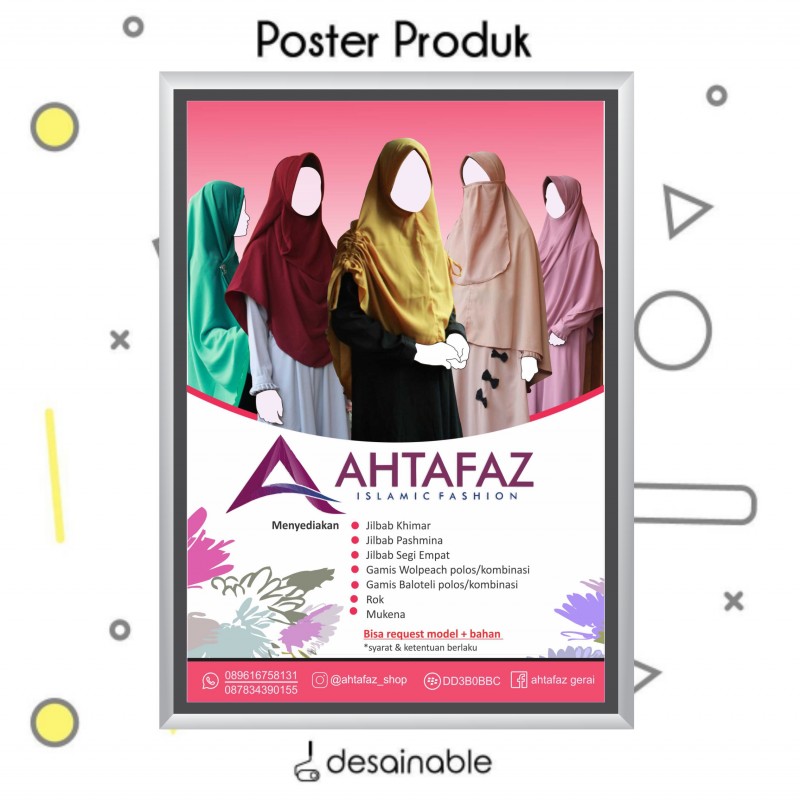 Poster Produk
AHTAFAZ
ISLAMIC FASHION
Menyediakan
Jilbab Khimar
Jilbab Pashmina
Jilbab Segi Empat
Gamis Wolpeach polos/kombinasi
Gamis Baloteli polos/kombinasi
Rok
Mukena
Bisa request model + bahan
*syarat & ketentuan berlaku
089616758131
087834390155
@ahtafaz_shop
DD3B0BBC
ahtafaz gerai
desainable